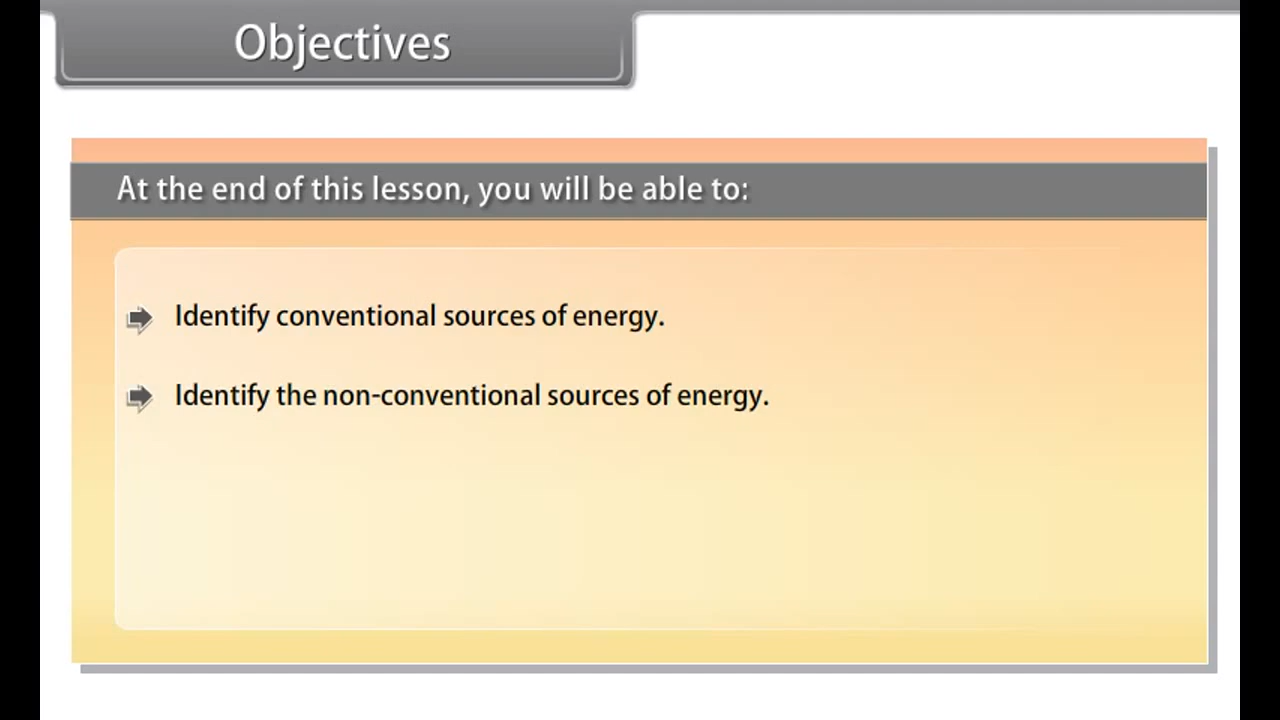 Objectives
At the end of this lesson, you will be able to:
Identify conventional sources of energy.
Identify the non-conventional sources of energy.